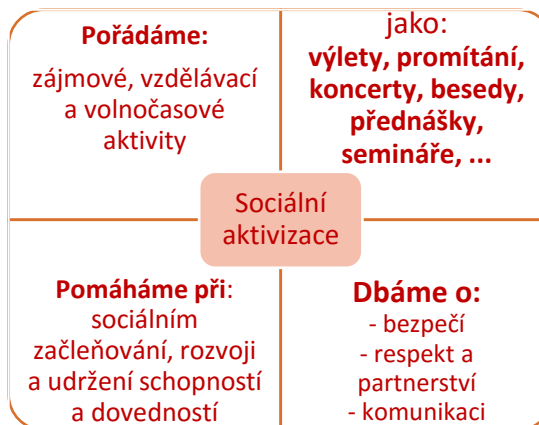 Pořádáme:
zájmové, vzdělávací
a volnočasové
aktivity
jako:
výlety, promítání,
koncerty, besedy,
přednášky,
semináře, ...
Sociální
aktivizace
Pomáháme při:
sociálním
začleňování, rozvoji
a udržení schopností
a dovedností
Dbáme o:
- bezpečí
- respekt a
partnerství
- komunikaci